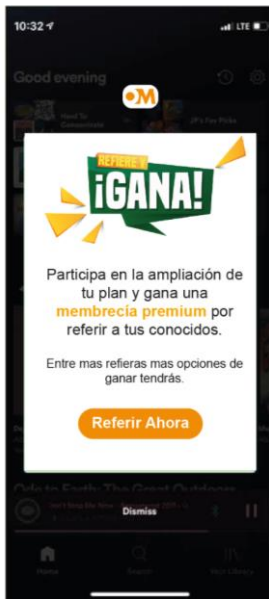 10:32
LTE
Good evening
OM
REFIERE Y
¡GANA!
Participa en la ampliación de
tu plan y gana una
membrecía premium por
referir a tus conocidos.
Entre mas refieras mas opciones de
ganar tendrás.
Referir Ahora
Ode to Earth: The Great Outdoors
Dismiss
Home
Search
Your Library